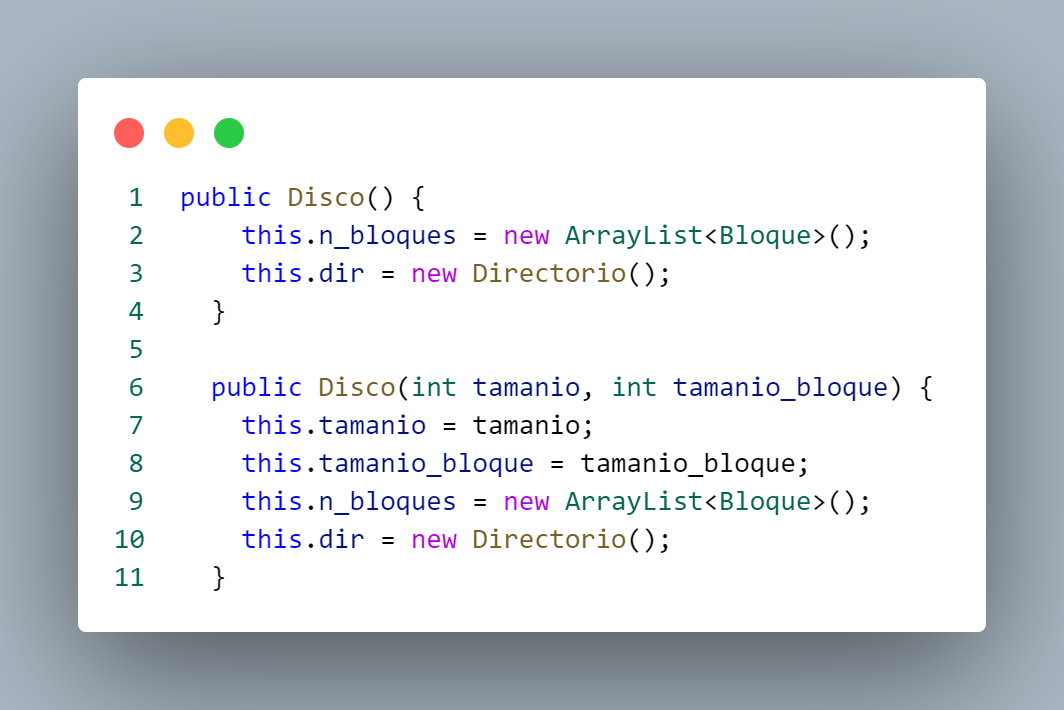 1 public Disco() {
2 this.n_bloques = new ArrayList<Bloque>();
3 this.dir = new Directorio();
4 }
5
6 public Disco(int tamanio, int tamanio_bloque) {
7 this.tamanio = tamanio;
8 this.tamanio_bloque = tamanio_bloque;
9 this.n_bloques = new ArrayList<Bloque>();
10 this.dir = new Directorio();
11 }